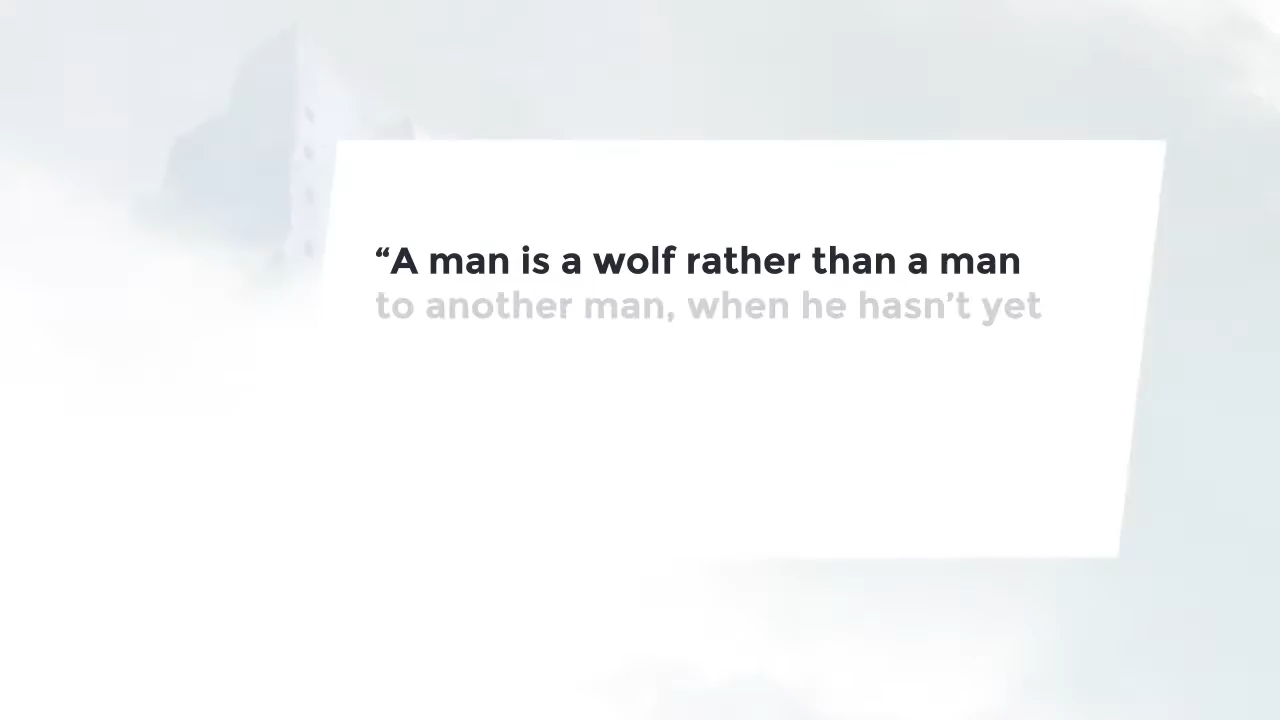 “A man is a wolf rather than a man
to another man, when he hasn’t yet